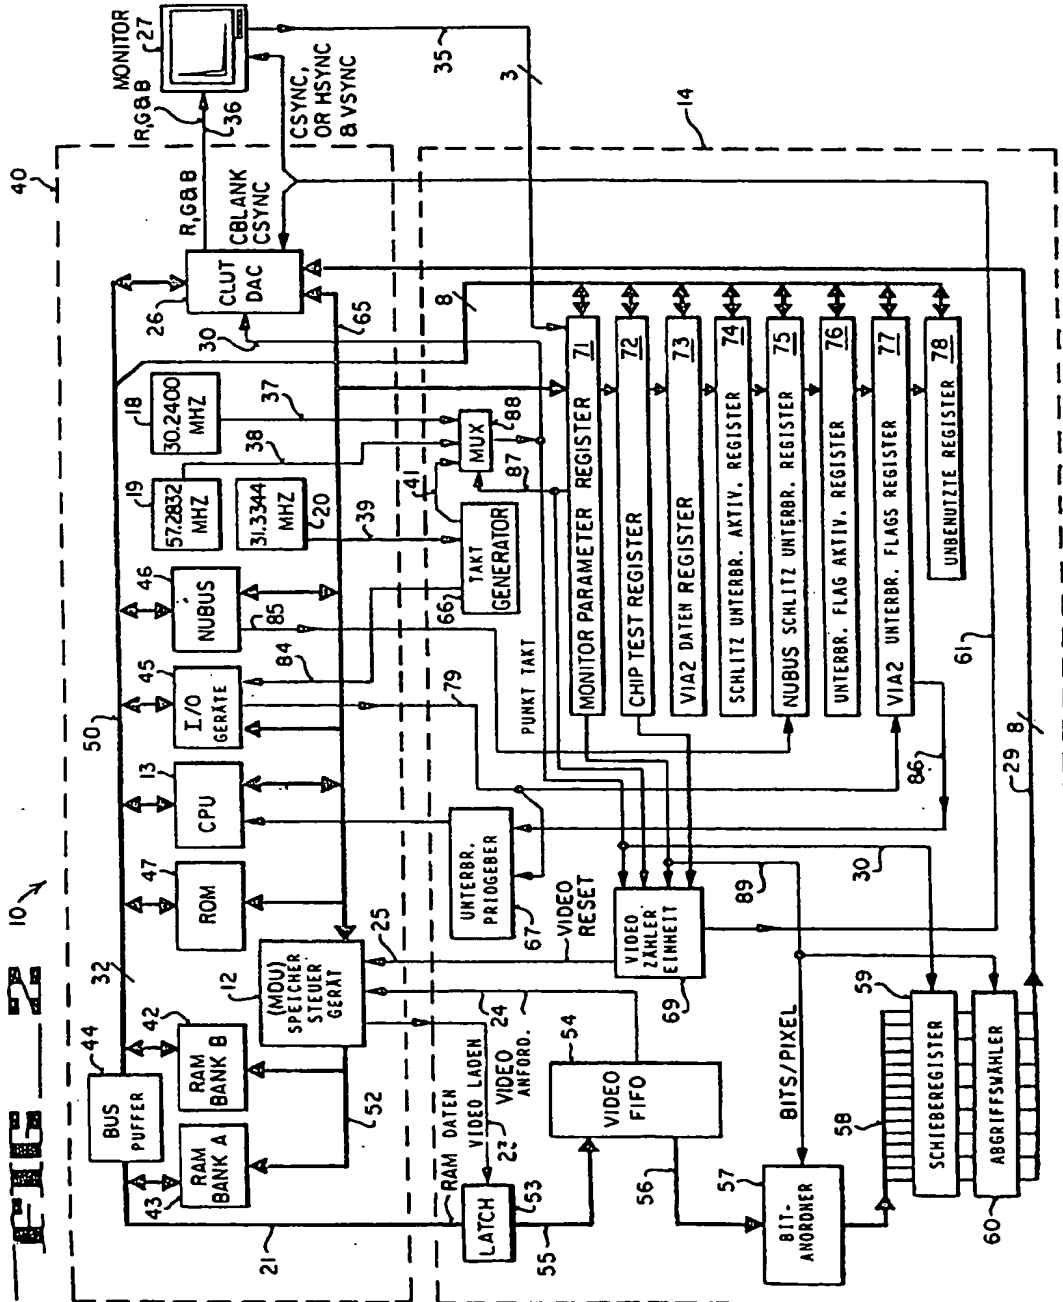 10
40
44
BUS
PUFFER
32
50
43
RAM
BANK A
42
RAM
BANK B
47
ROM
13
CPU
45
I/O
GERÄTE
46
NUBUS
85
84
79
19
57.2832
MHZ
18
30.2400
MHZ
31.3344
MHZ
20
38
37
39
30
26
CLUT
DAC
65
R,G&B
CBLANK
CSYNC
R,G&B
36
MONITOR
27
CSYNC,
OR HSYNC
& VSYNC
35
3
8
14
12
(MDU)
SPEICHER
STEUER
GERÄT
52
21
RAM DATEN
VIDEO LADEN
VIDEO
ANFORD.
24
25
VIDEO
RESET
LATCH
53
55
54
VIDEO
FIFO
56
57
BIT-
ANORDNER
BITS/PIXEL
58
59
SCHIEBEREGISTER
60
ABGRIFFSWÄHLER
69
VIDEO
ZÄHLER
EINHEIT
67
UNTERBR.
PRIOGEBER
66
TAKT
GENERATOR
41
MUX
88
87
PUNKT TAKT
MONITOR PARAMETER REGISTER 71
CHIP TEST REGISTER 72
VIA2 DATEN REGISTER 73
SCHLITZ UNTERBR. AKTIV. REGISTER 74
NUBUS SCHLITZ UNTERBR. REGISTER 75
UNTERBR. FLAG AKTIV. REGISTER 76
VIA2 UNTERBR. FLAGS REGISTER 77
UNBENUTZTE REGISTER 78
86
89
30
61
29
8